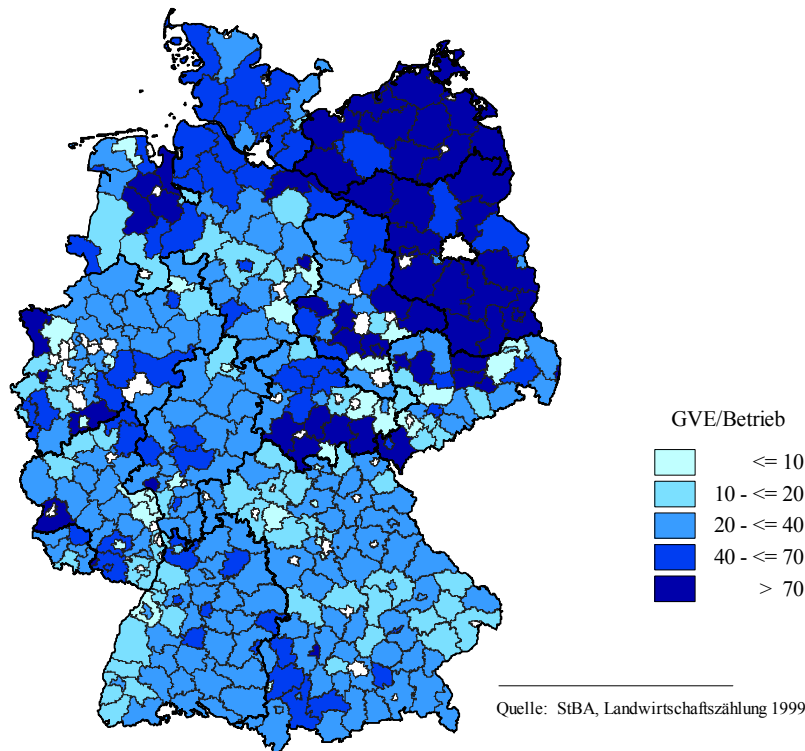 GVE/Betrieb
<= 10
10 - <= 20
20 - <= 40
40 - <= 70
> 70
Quelle: StBA, Landwirtschaftszählung 1999